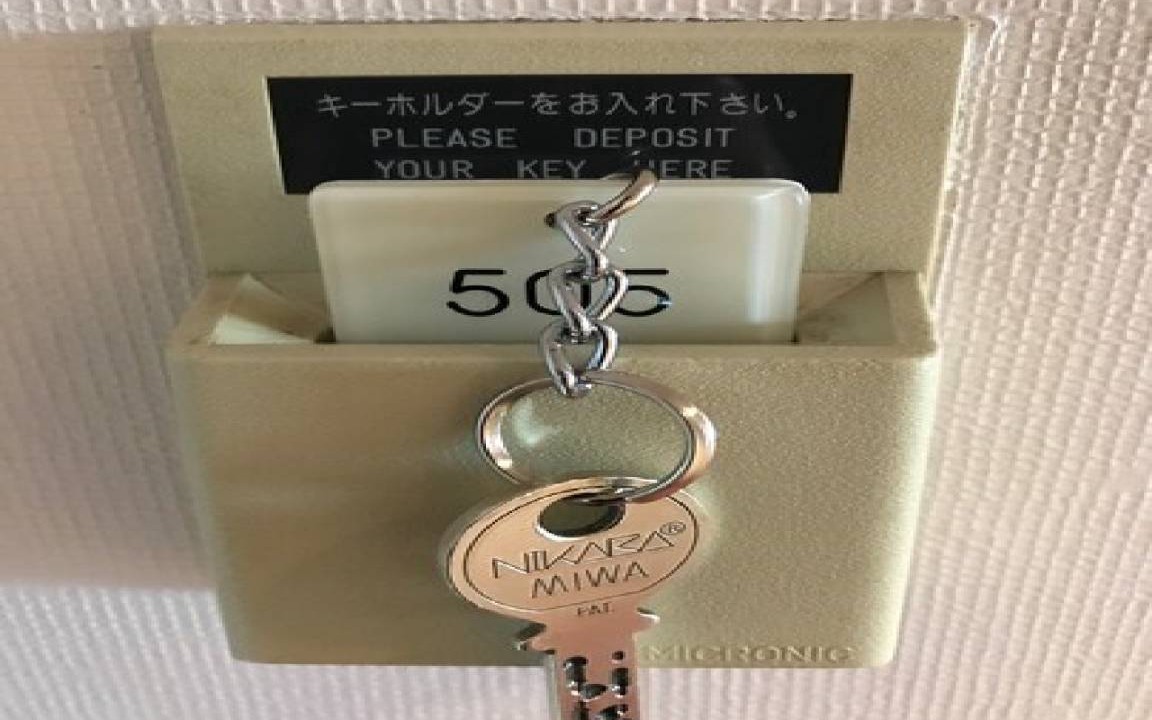 キーホルダーをお入れ下さい。
PLEASE DEPOSIT
YOUR KEY HERE
505
NIKARA®
MIWA
PAT.
MICRONIC